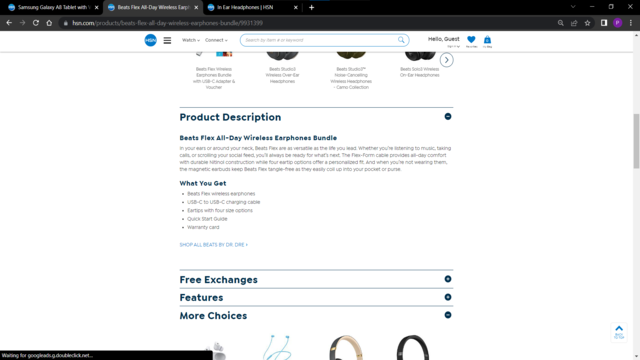 Samsung Galaxy A8 Tablet with V
Beats Flex All-Day Wireless Earp
In Ear Headphones | HSN
hsn.com/products/beats-flex-all-day-wireless-earphones-bundle/9931399
P
HSN
Watch
Connect
Search by item # or keyword
Hello, Guest
Beats Flex Wireless Earphones Bundle with USB-C Adapter & Voucher
Beats Studio3 Wireless Over-Ear Headphones
Beats Studio3™ Noise-Canceling Wireless Headphones - Camo Collection
Beats Solo3 Wireless On-Ear Headphones
Product Description
Beats Flex All-Day Wireless Earphones Bundle
In your ears or around your neck, Beats Flex are as versatile as the life you lead. Whether you're listening to music, taking
calls, or scrolling your social feed, you'll always be ready for what's next. The Flex-Form cable provides all-day comfort
with durable Nitinol construction while four eartip options offer a personalized fit. And when you're not wearing them,
the magnetic earbuds keep Beats Flex tangle-free as they easily coil up into your pocket or purse.
What You Get
Beats Flex wireless earphones
USB-C to USB-C charging cable
Eartips with four size options
Quick Start Guide
Warranty card
SHOP ALL BEATS BY DR. DRE >
Free Exchanges
Features
More Choices
BACK
TO TOP
Waiting for googleads.g.doubleclick.net...